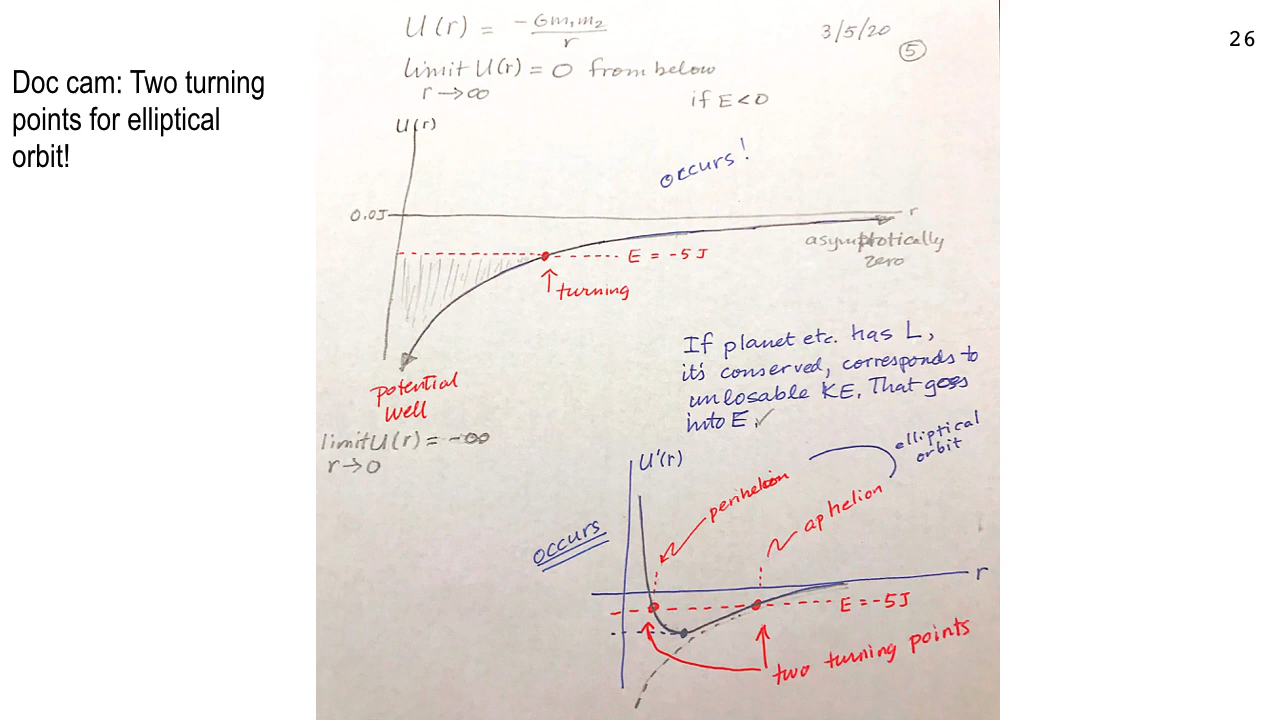 26
Doc cam: Two turning
points for elliptical
orbit!
U(r) = -Gm₁m₂/r
3/5/20
5
limit U(r) = 0 from below
r→∞
if E<0
U(r)
occurs!
0.0J
r
asymptotically
zero
E = -5 J
↑turning
If planet etc. has L,
it's conserved, corresponds to
unlosable KE. That goes
into E ✓
potential
well
limit U(r) = -∞
r→0
elliptical
orbit
U'(r)
perihelion
aphelion
occurs
r
E = -5J
two turning points